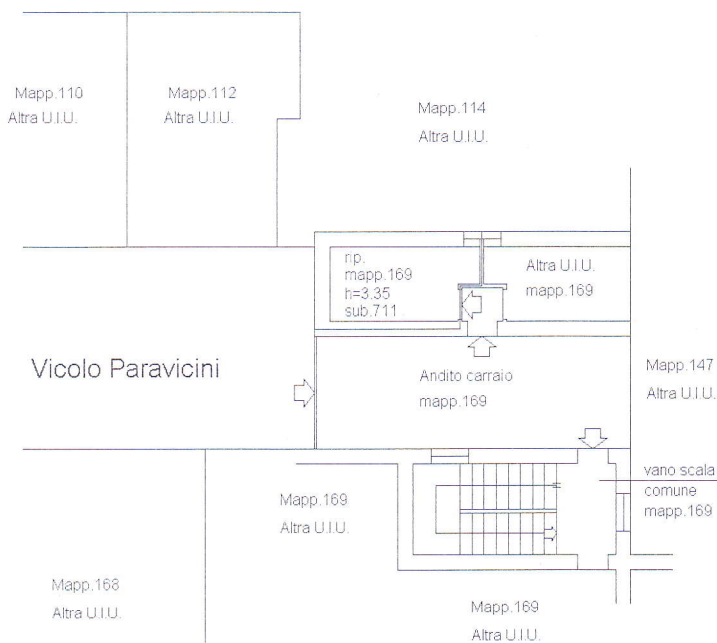 Mapp.110
Altra U.I.U.
Mapp.112
Altra U.I.U.
Mapp.114
Altra U.I.U.
rip.
mapp.169
h=3.35
sub.711
Altra U.I.U.
mapp.169
Vicolo Paravicini
Andito carraio
mapp.169
Mapp.147
Altra U.I.U.
vano scala
comune
mapp.169
Mapp.169
Altra U.I.U.
Mapp.168
Altra U.I.U.
Mapp.169
Altra U.I.U.